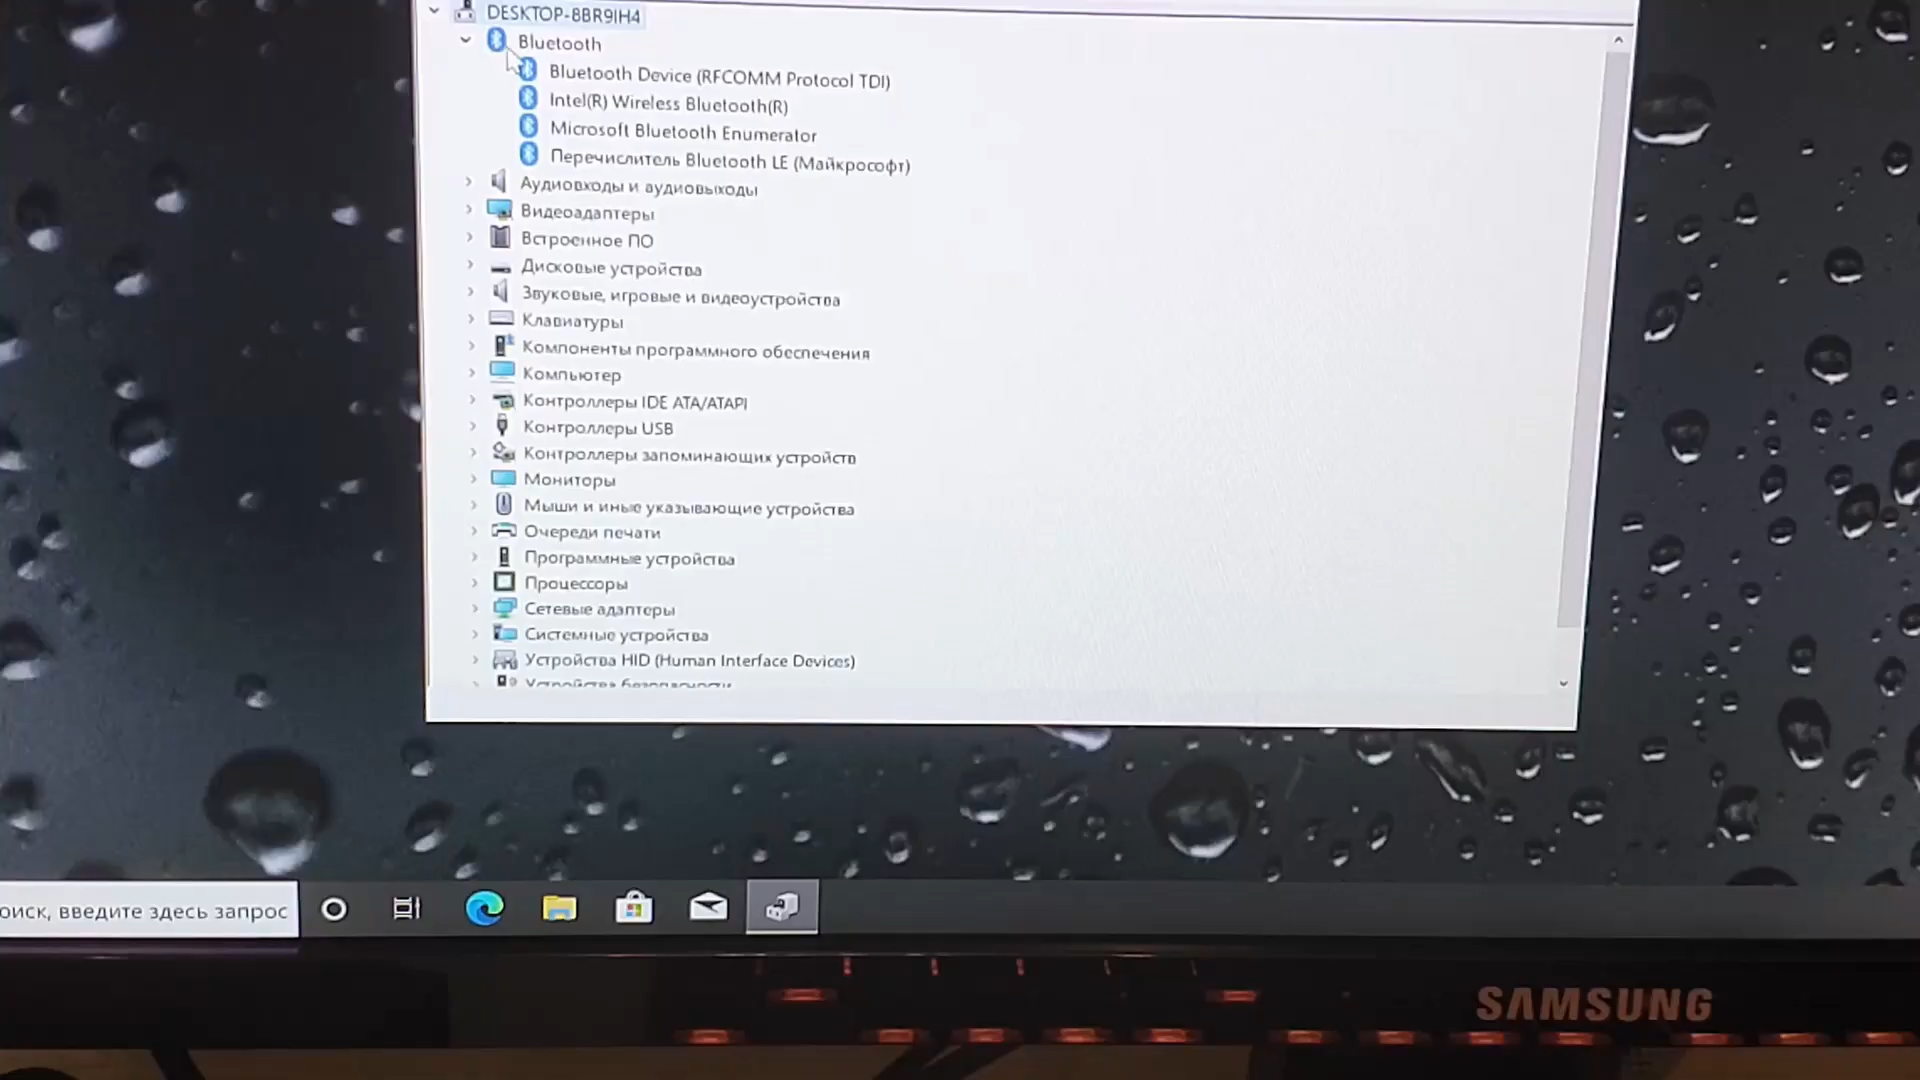 DESKTOP-8BR9IH4
Bluetooth
Bluetooth Device (RFCOMM Protocol TDI)
Intel(R) Wireless Bluetooth(R)
Microsoft Bluetooth Enumerator
Перечислитель Bluetooth LE (Майкрософт)
Аудиовходы и аудиовыходы
Видеоадаптеры
Встроенное ПО
Дисковые устройства
Звуковые, игровые и видеоустройства
Клавиатуры
Компоненты программного обеспечения
Компьютер
Контроллеры IDE ATA/ATAPI
Контроллеры USB
Контроллеры запоминающих устройств
Мониторы
Мыши и иные указывающие устройства
Очереди печати
Программные устройства
Процессоры
Сетевые адаптеры
Системные устройства
Устройства HID (Human Interface Devices)
Устройства безопасности
оиск, введите здесь запрос
SAMSUNG